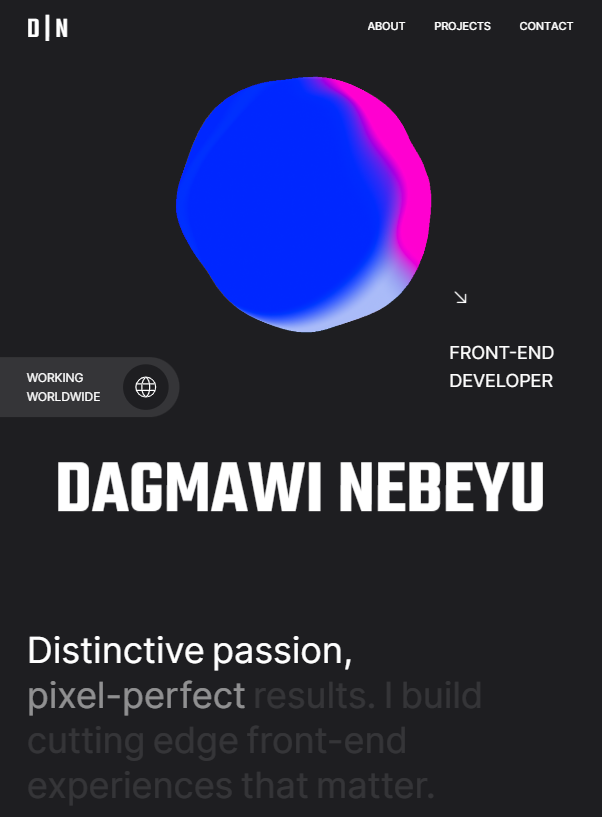 D|N
ABOUT PROJECTS CONTACT
FRONT-END
DEVELOPER
WORKING
WORLDWIDE
DAGMAWI NEBEYU
Distinctive passion,
pixel-perfect results. I build
cutting edge front-end
experiences that matter.